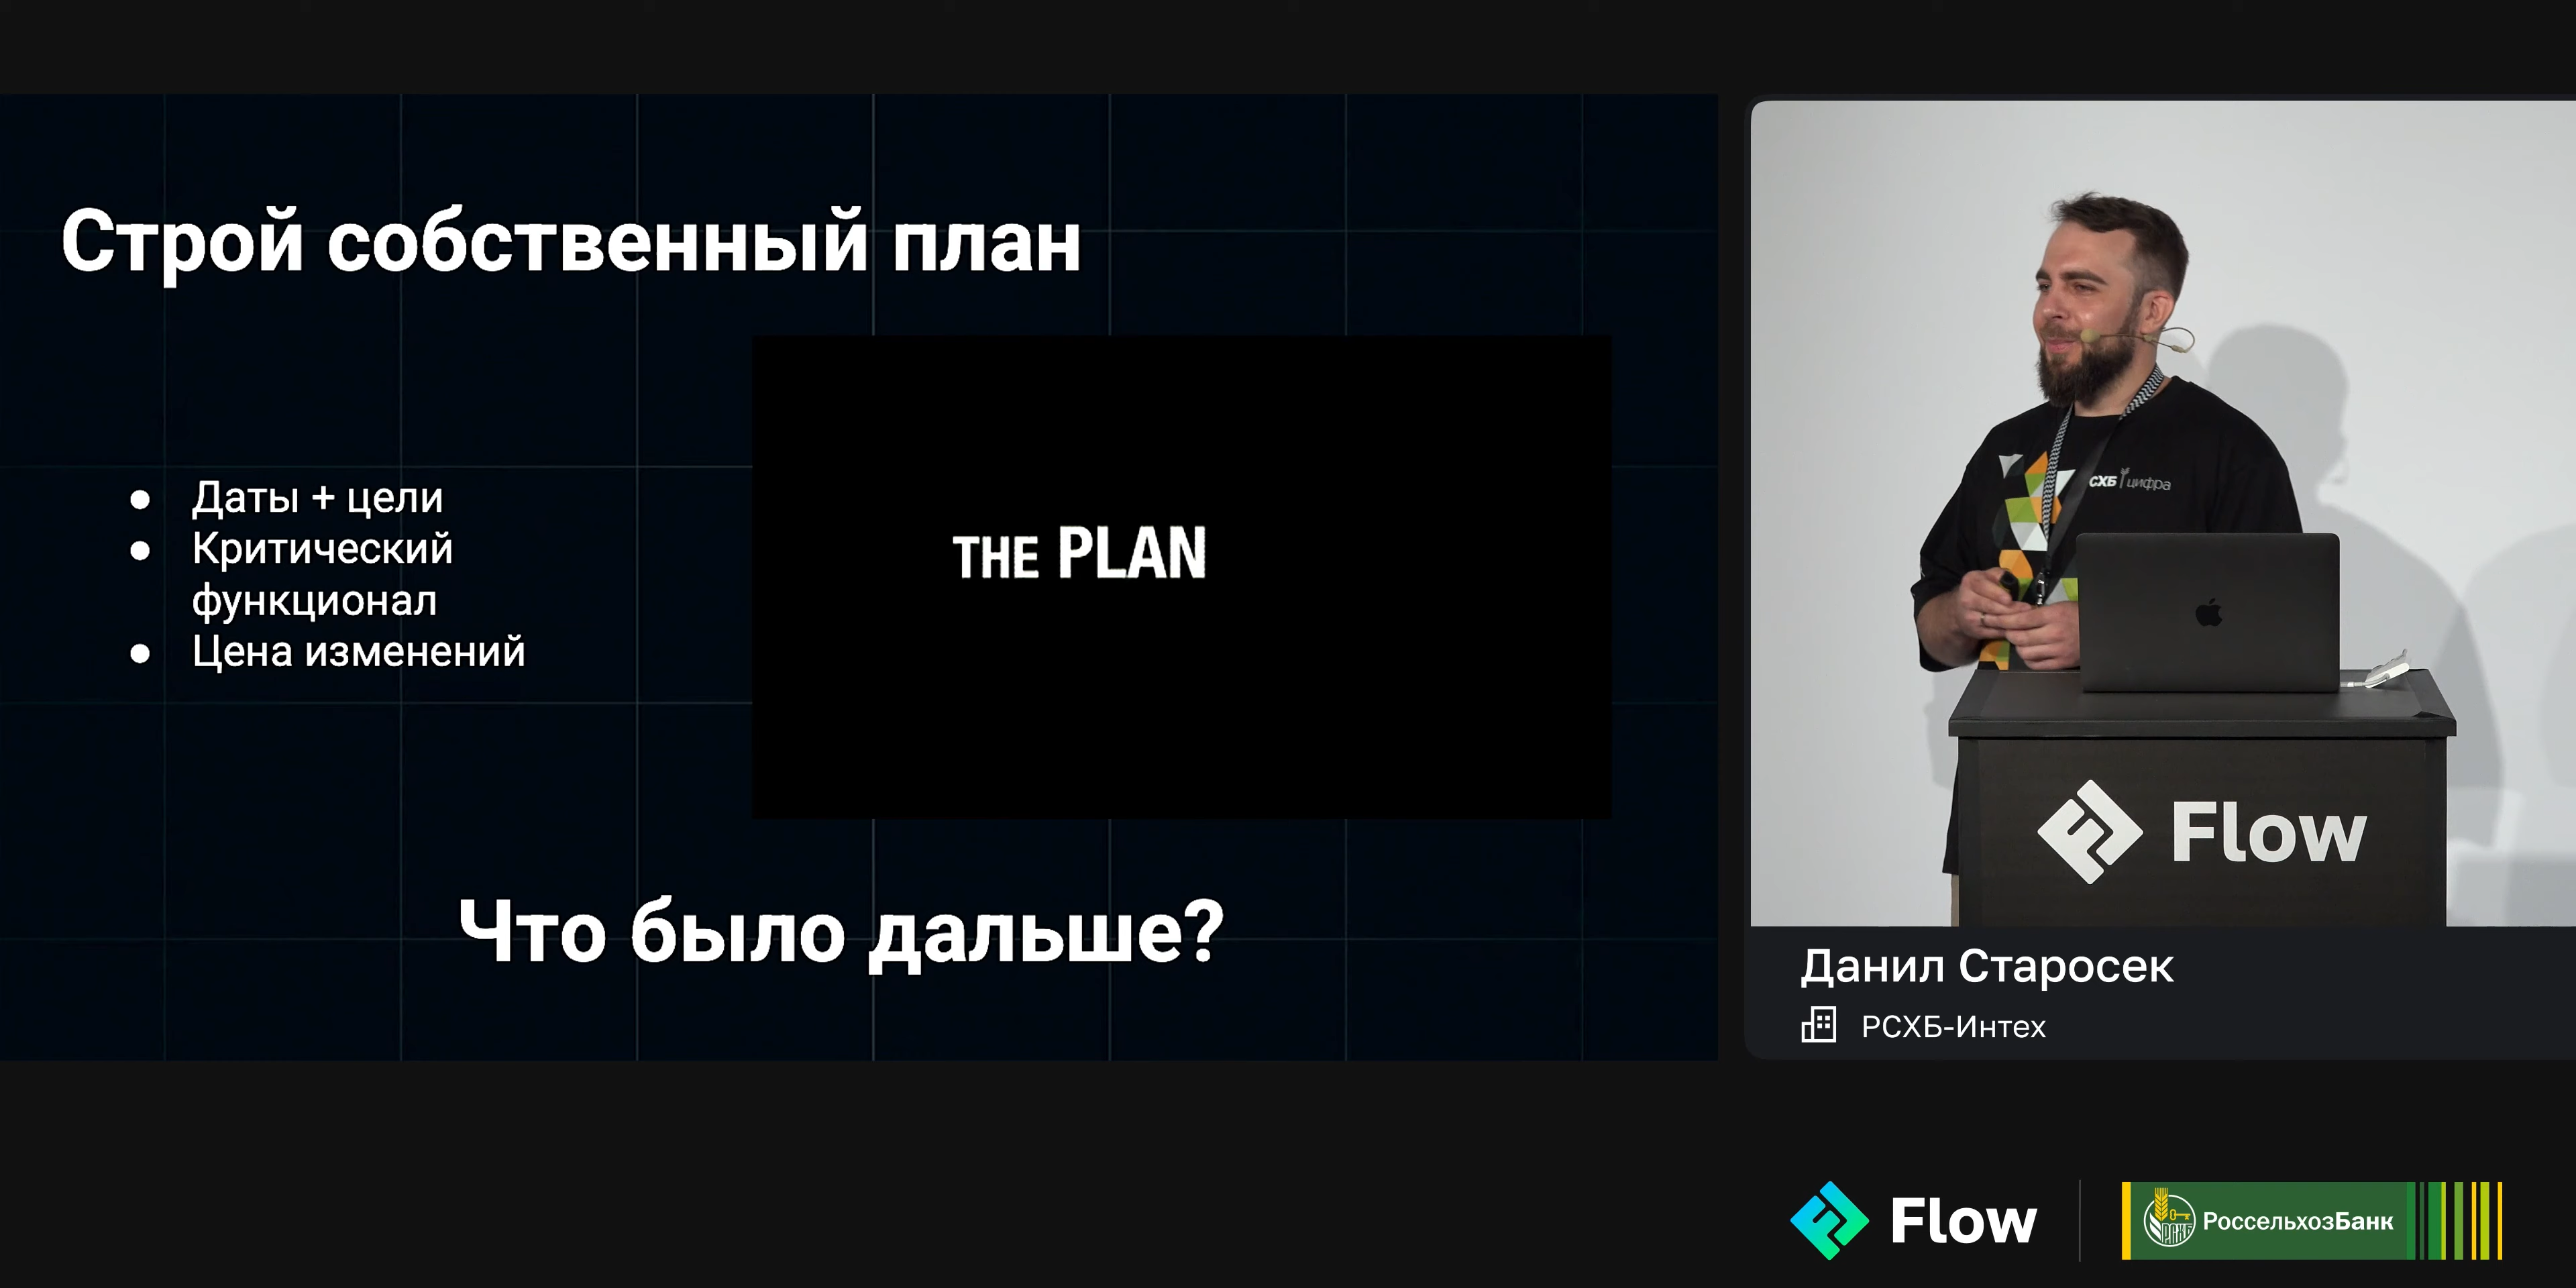 Строй собственный план
● Даты + цели
● Критический
функционал
● Цена изменений
THE PLAN
Что было дальше?
СХБ цифра
Flow
Данил Старосек
РСХБ-Интех
Flow
РСХБ
РоссельхозБанк